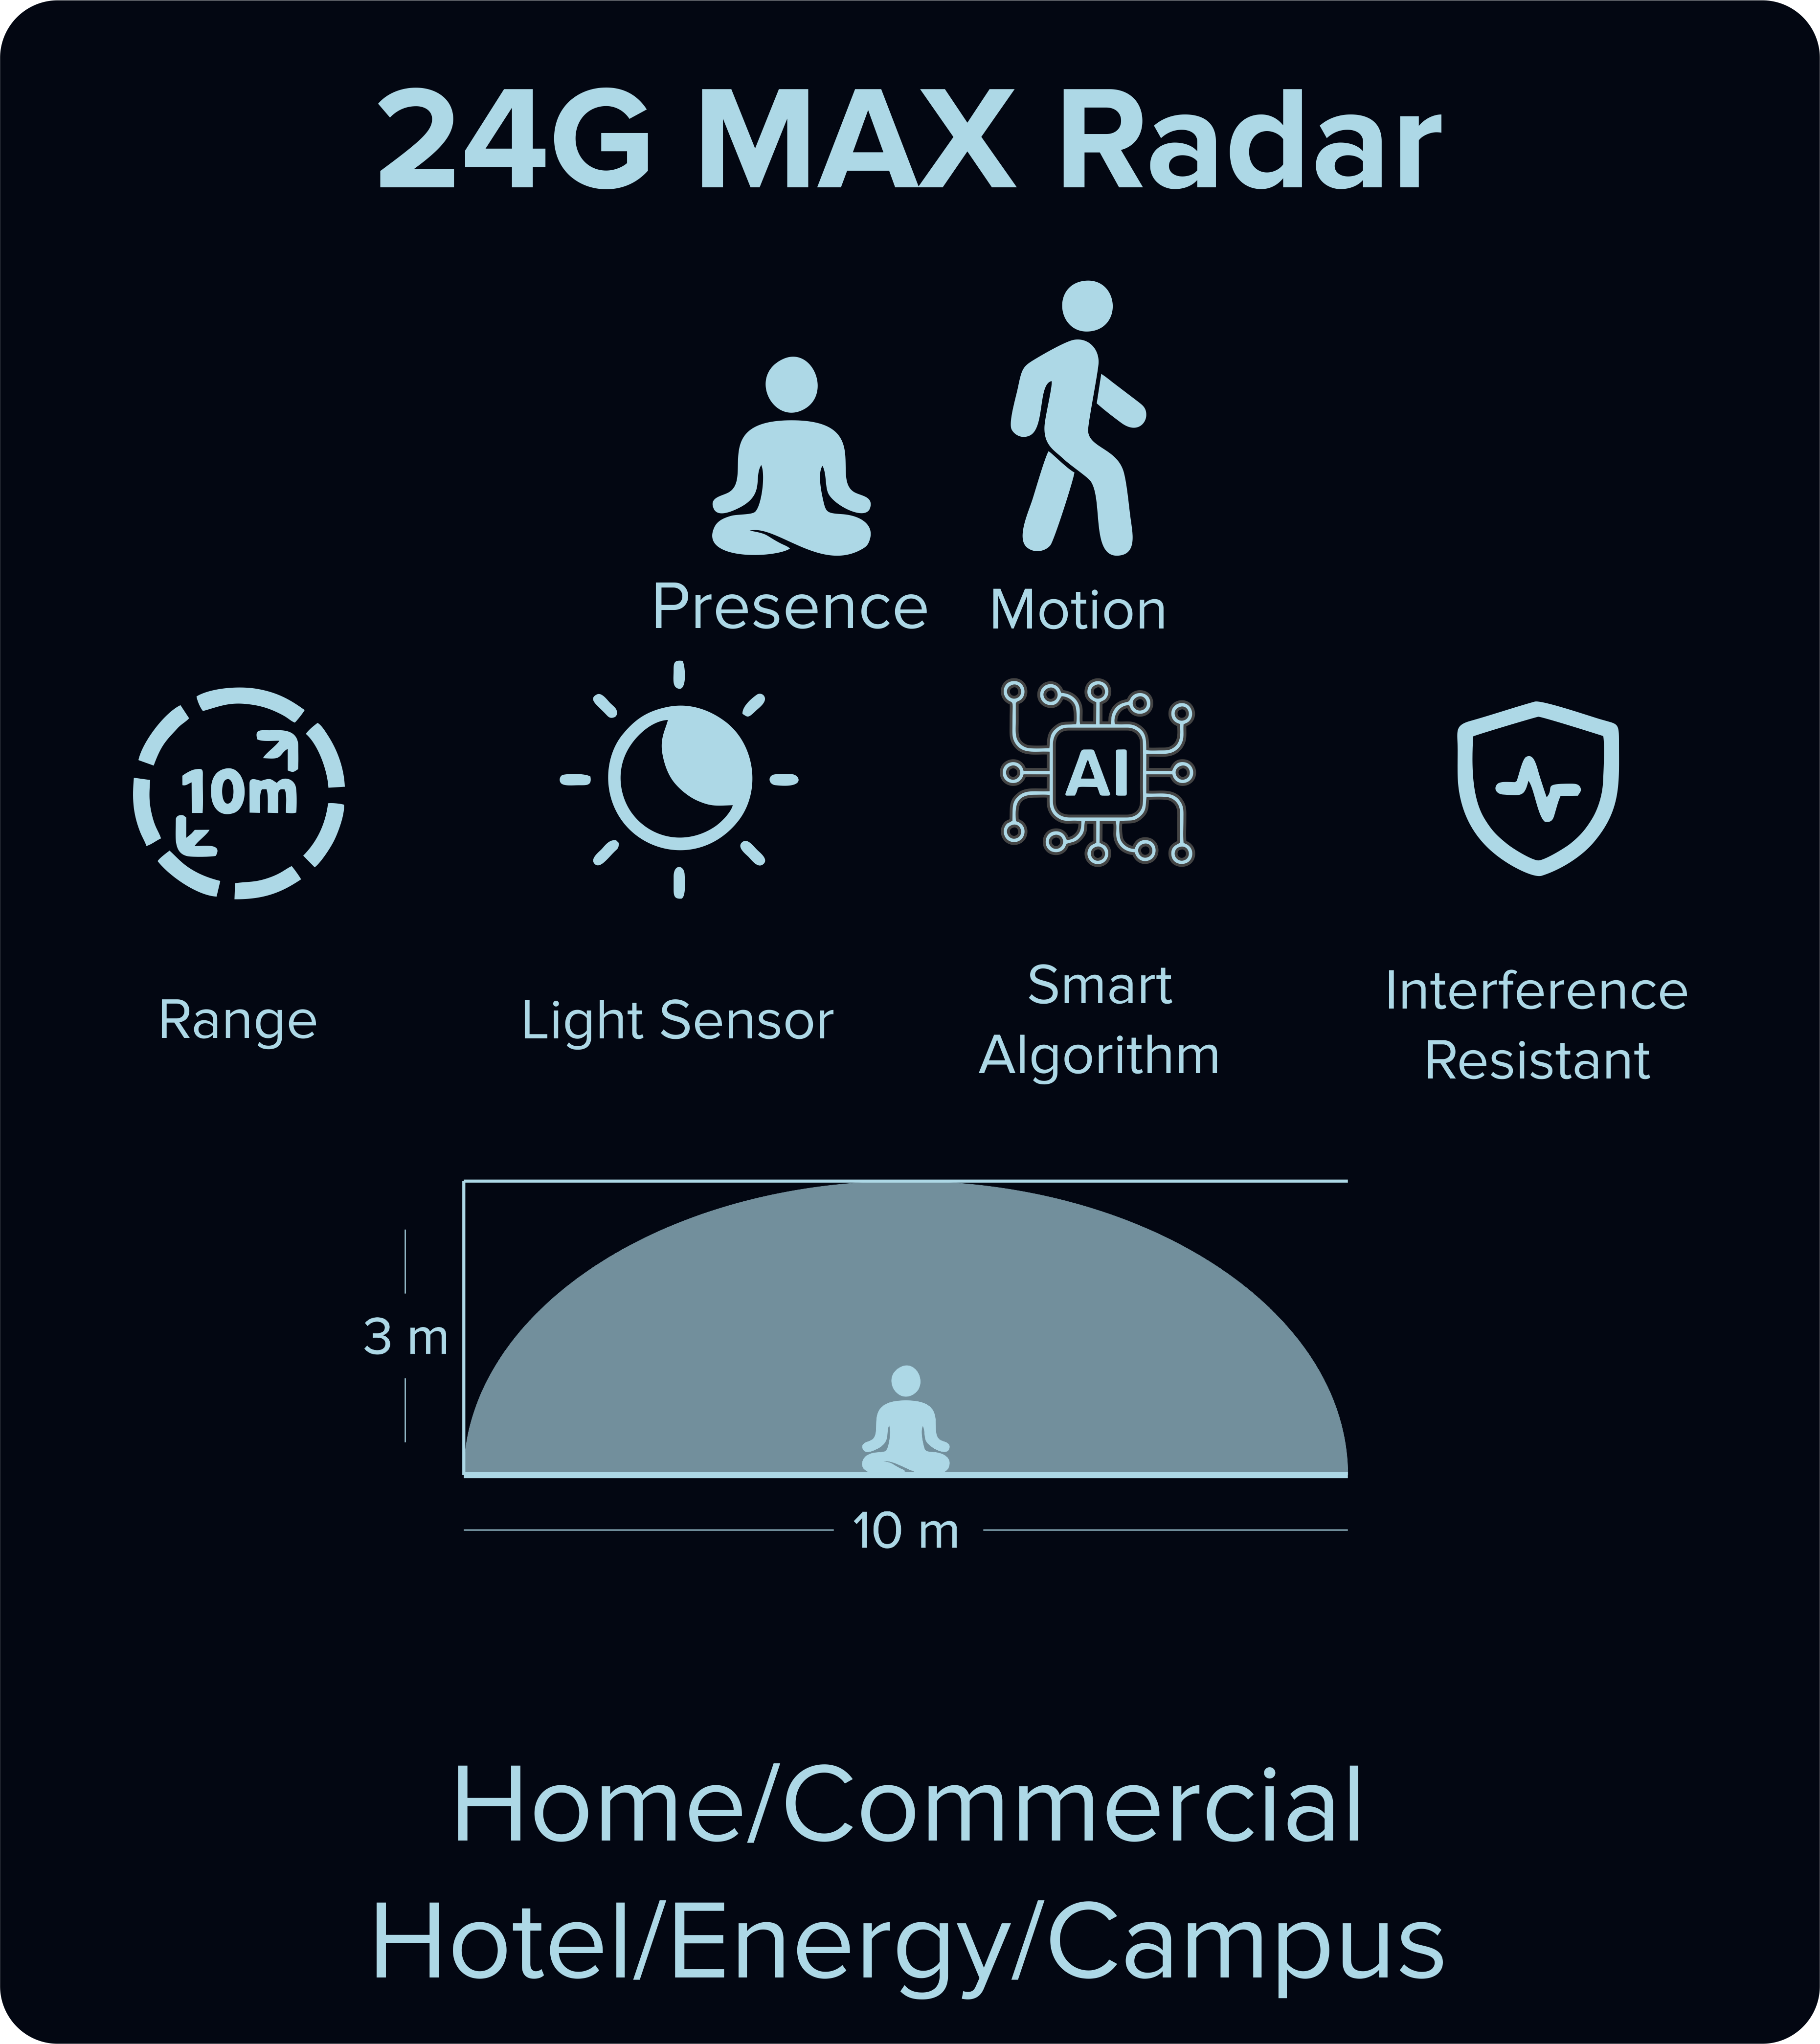 24G MAX Radar
Presence
Motion
10m
AI
Range
Light Sensor
Smart
Algorithm
Interference
Resistant
3 m
10 m
Home/Commercial
Hotel/Energy/Campus